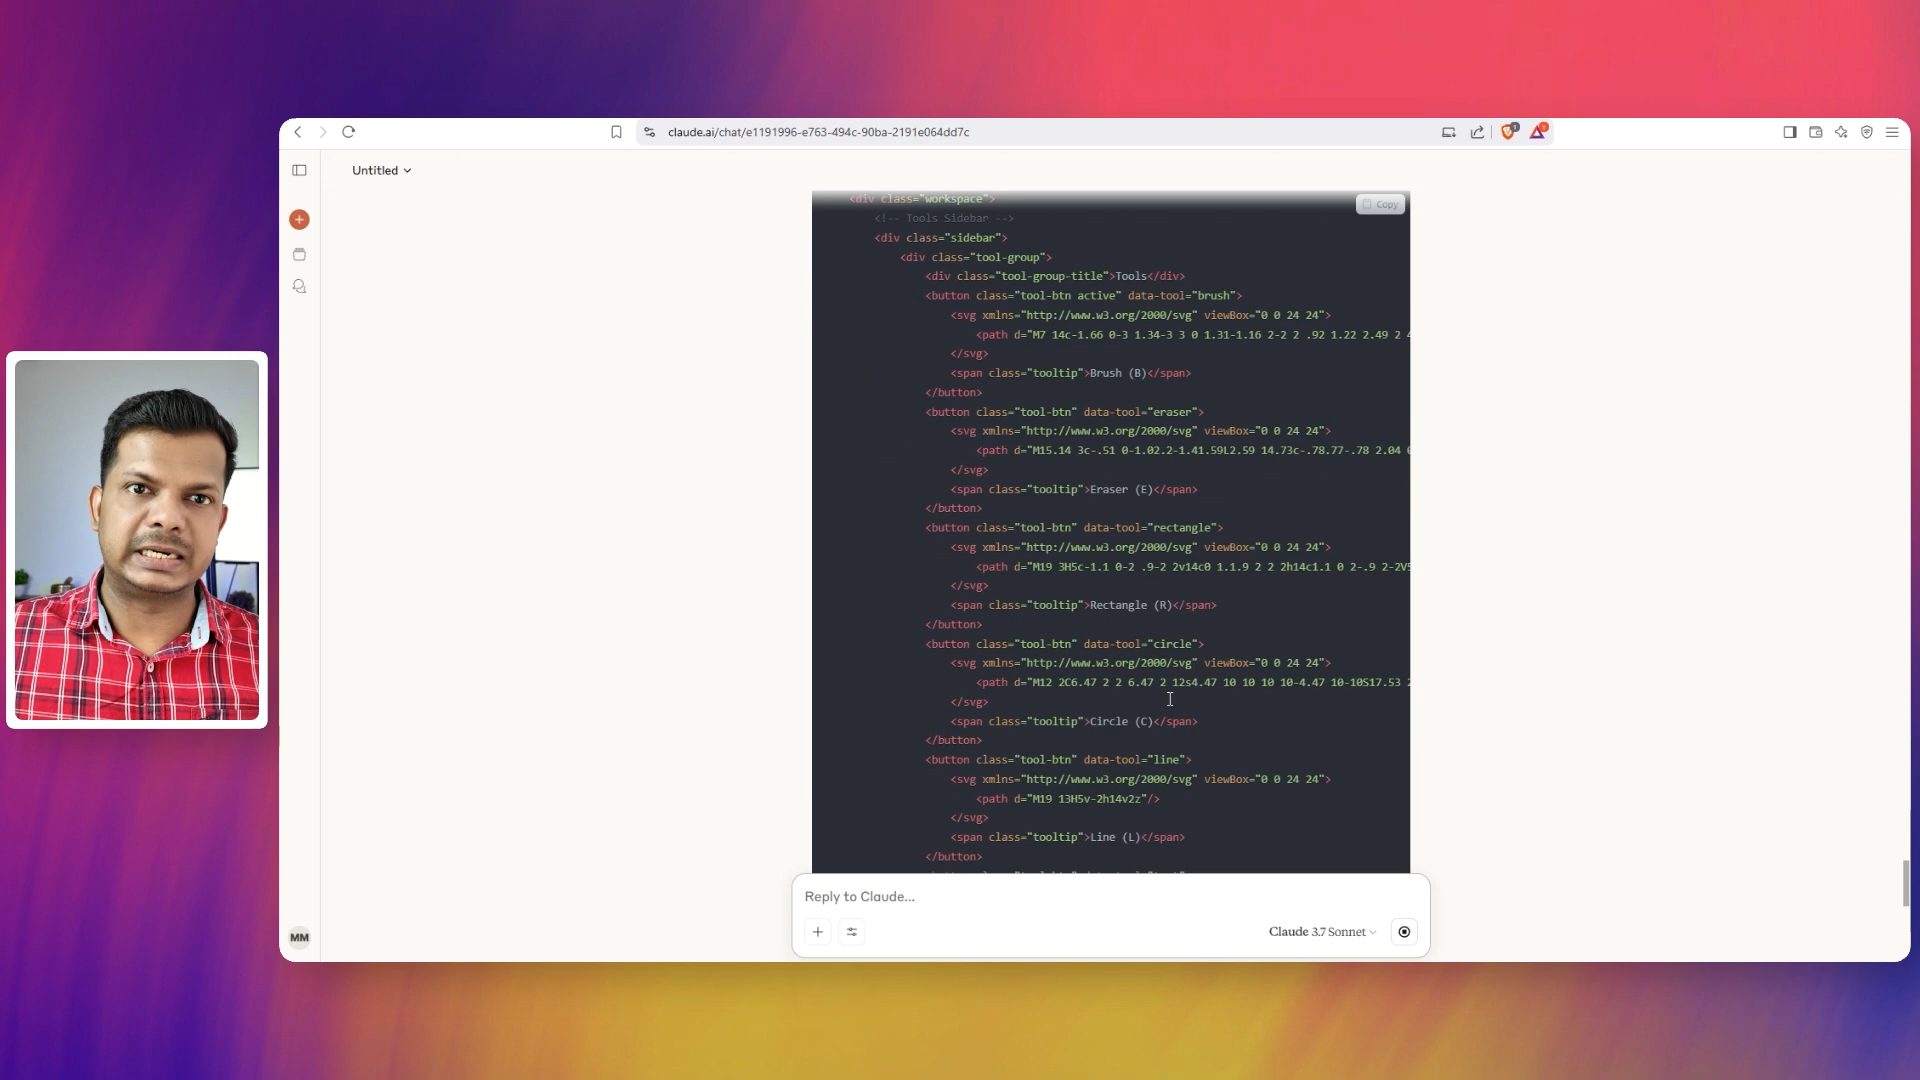 claude.ai/chat/e1191996-e763-494c-90ba-2191e064dd7c
1
1
Untitled
<div class="workspace">
Copy
<!-- Tools Sidebar -->
<div class="sidebar">
<div class="tool-group">
<div class="tool-group-title">Tools</div>
<button class="tool-btn active" data-tool="brush">
<svg xmlns="http://www.w3.org/2000/svg" viewBox="0 0 24 24">
<path d="M7 14c-1.66 0-3 1.34-3 3 0 1.31-1.16 2-2 2 .92 1.22 2.49 2 4
</svg>
<span class="tooltip">Brush (B)</span>
</button>
<button class="tool-btn" data-tool="eraser">
<svg xmlns="http://www.w3.org/2000/svg" viewBox="0 0 24 24">
<path d="M15.14 3c-.51 0-1.02.2-1.41.59L2.59 14.73c-.78.77-.78 2.04 0
</svg>
<span class="tooltip">Eraser (E)</span>
</button>
<button class="tool-btn" data-tool="rectangle">
<svg xmlns="http://www.w3.org/2000/svg" viewBox="0 0 24 24">
<path d="M19 3H5c-1.1 0-2 .9-2 2v14c0 1.1.9 2 2 2h14c1.1 0 2-.9 2-2V5
</svg>
<span class="tooltip">Rectangle (R)</span>
</button>
<button class="tool-btn" data-tool="circle">
<svg xmlns="http://www.w3.org/2000/svg" viewBox="0 0 24 24">
<path d="M12 2C6.47 2 2 6.47 2 12s4.47 10 10 10 10-4.47 10-10S17.53 2
</svg>
<span class="tooltip">Circle (C)</span>
</button>
<button class="tool-btn" data-tool="line">
<svg xmlns="http://www.w3.org/2000/svg" viewBox="0 0 24 24">
<path d="M19 13H5v-2h14v2z"/>
</svg>
<span class="tooltip">Line (L)</span>
</button>
Reply to Claude...
MM
Claude 3.7 Sonnet